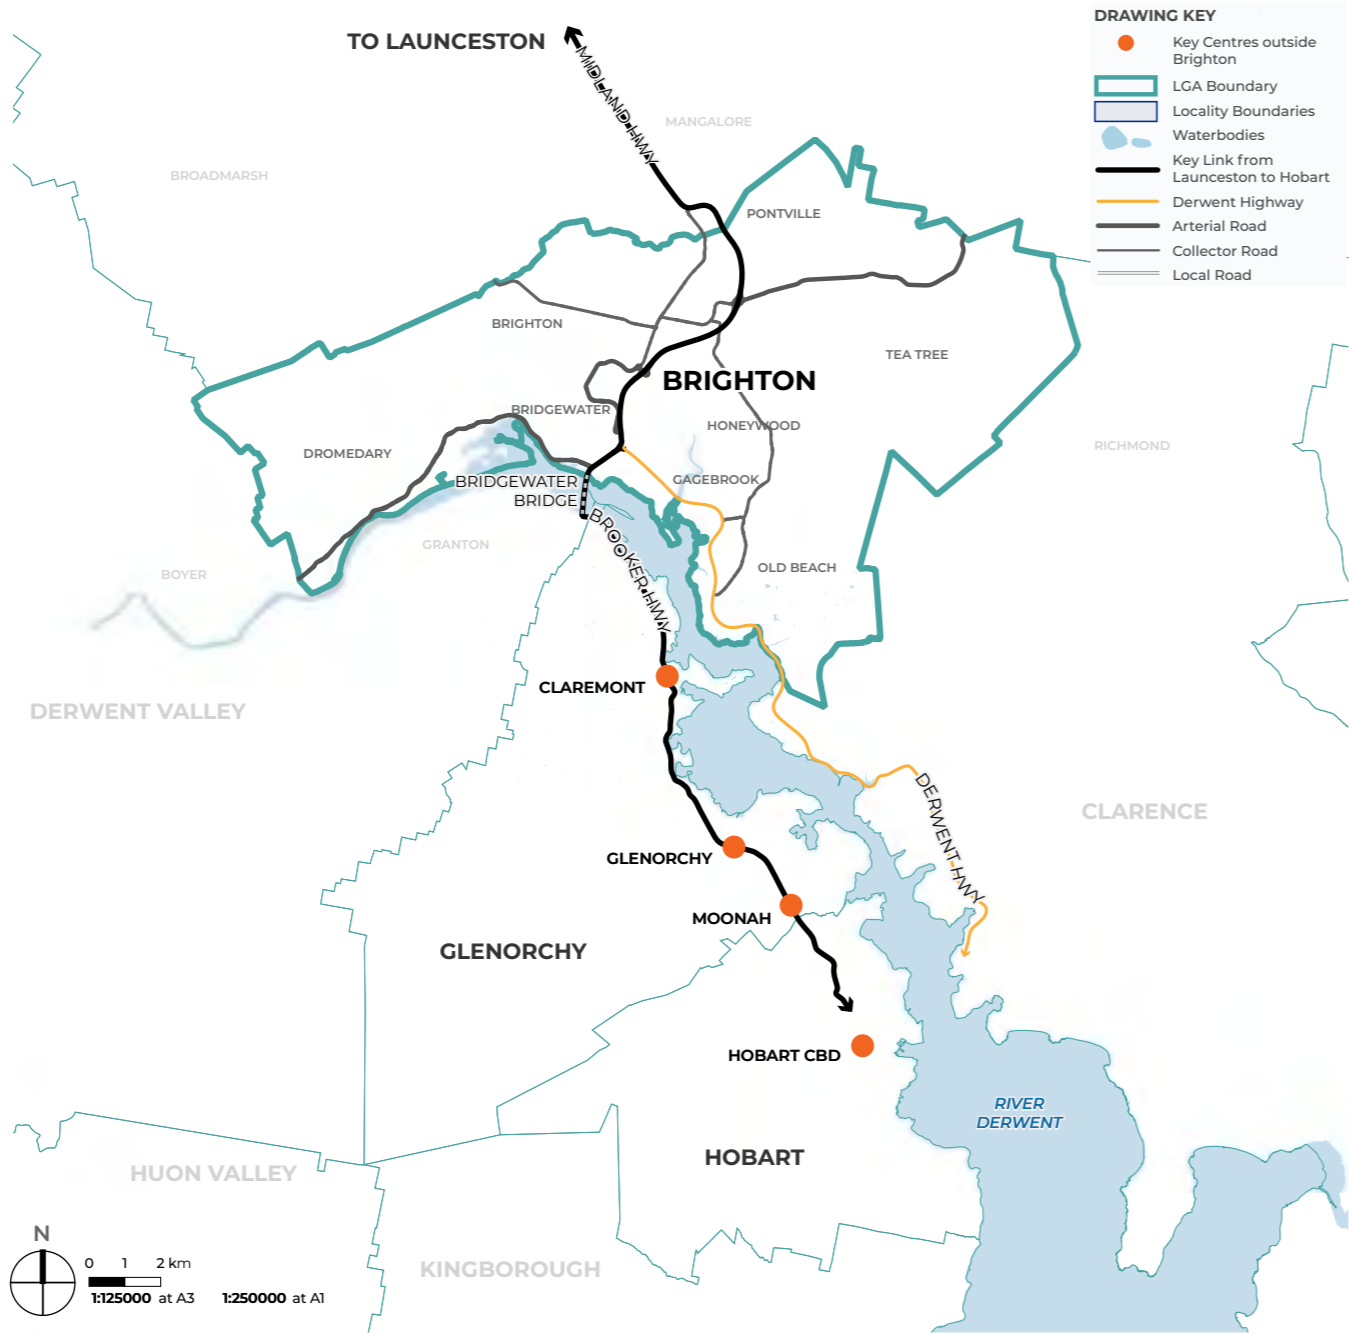 TO LAUNCESTON
MIDLAND HWY
DRAWING KEY
Key Centres outside
Brighton
LGA Boundary
Locality Boundaries
Waterbodies
Key Link from
Launceston to Hobart
Derwent Highway
Arterial Road
Collector Road
Local Road
MANGALORE
BROADMARSH
PONTVILLE
BRIGHTON
TEA TREE
BRIGHTON
BRIDGEWATER
HONEYWOOD
RICHMOND
DROMEDARY
GAGEBROOK
BRIDGEWATER
BRIDGE
BROOKER HWY
GRANTON
BOYER
OLD BEACH
CLAREMONT
DERWENT VALLEY
DERWENT HWY
CLARENCE
GLENORCHY
MOONAH
GLENORCHY
HOBART CBD
RIVER
DERWENT
HOBART
HUON VALLEY
KINGBOROUGH
N
0 1 2 km
1:125000 at A3 1:250000 at A1